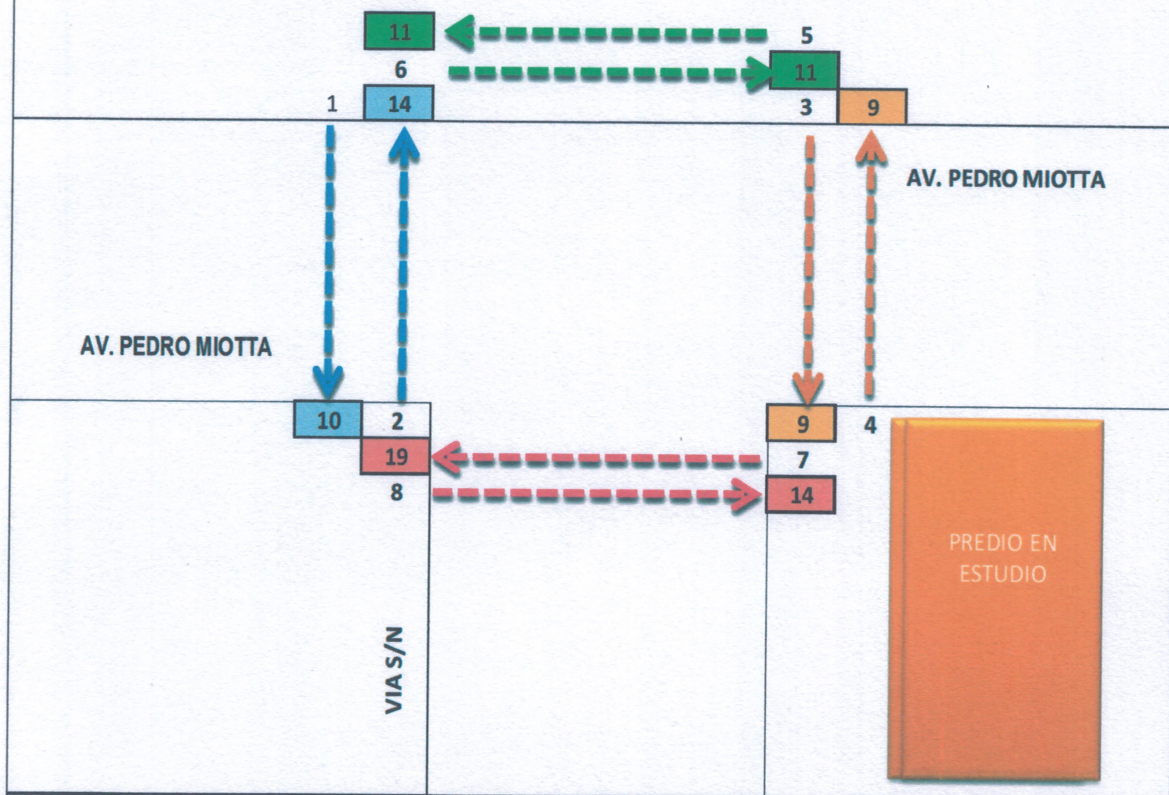 11 5
6 11
1 14 3 9
AV. PEDRO MIOTTA
AV. PEDRO MIOTTA
10 2 9 4
19 7
8 14
PREDIO EN
ESTUDIO
VIA S/N